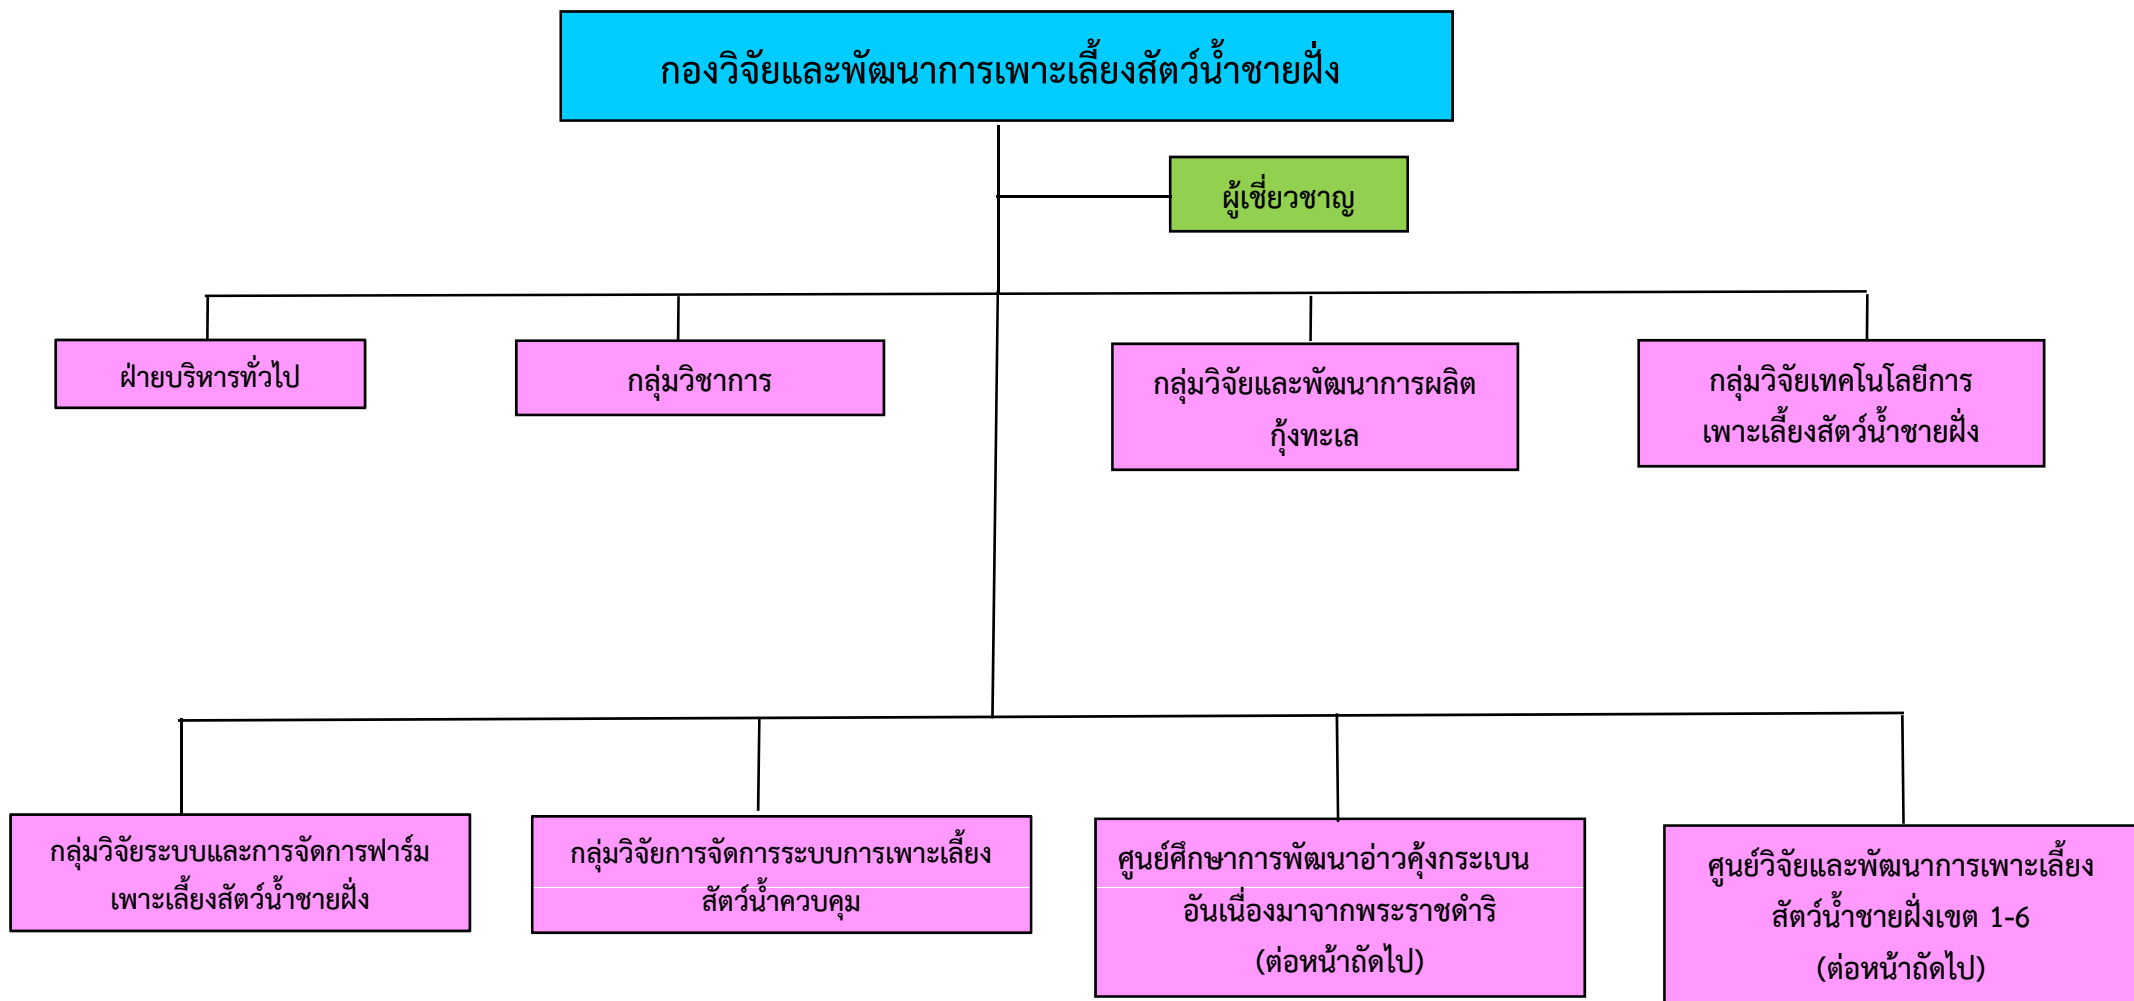 กองวิจัยและพัฒนาการเพาะเลี้ยงสัตว์น้ำชายฝั่ง
ผู้เชี่ยวชาญ
ฝ่ายบริหารทั่วไป
กลุ่มวิชาการ
กลุ่มวิจัยและพัฒนาการผลิต
กุ้งทะเล
กลุ่มวิจัยเทคโนโลยีการ
เพาะเลี้ยงสัตว์น้ำชายฝั่ง
กลุ่มวิจัยระบบและการจัดการฟาร์ม
เพาะเลี้ยงสัตว์น้ำชายฝั่ง
กลุ่มวิจัยการจัดการระบบการเพาะเลี้ยง
สัตว์น้ำควบคุม
ศูนย์ศึกษาการพัฒนาอ่าวคุ้งกระเบน
อันเนื่องมาจากพระราชดำริ
(ต่อหน้าถัดไป)
ศูนย์วิจัยและพัฒนาการเพาะเลี้ยง
สัตว์น้ำชายฝั่งเขต 1-6
(ต่อหน้าถัดไป)